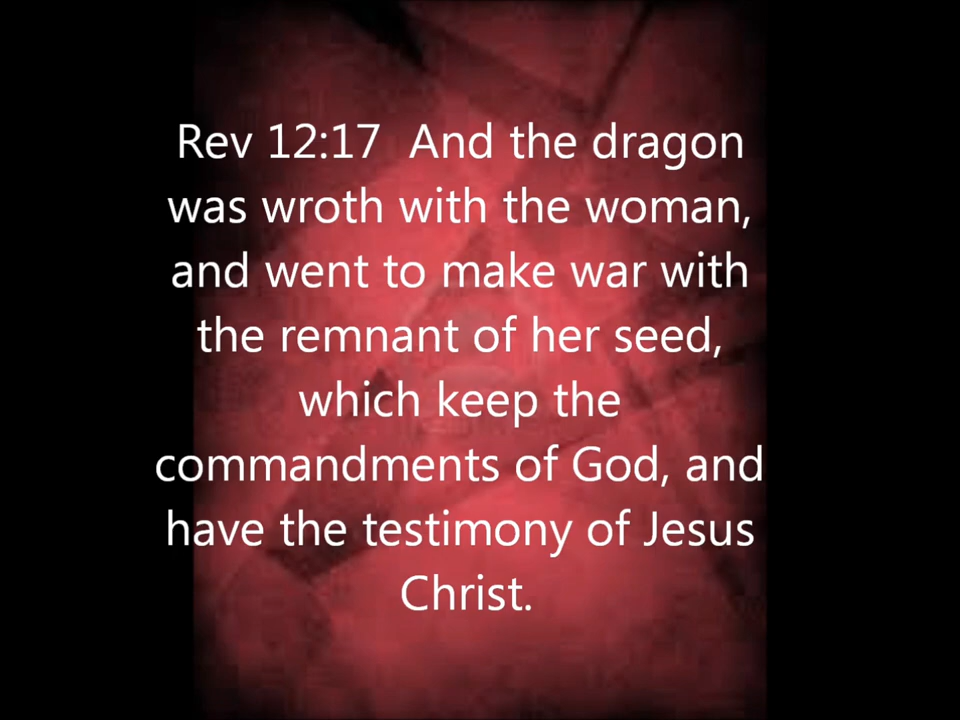 Rev 12:17  And the dragon
was wroth with the woman,
and went to make war with
the remnant of her seed,
which keep the
commandments of God, and
have the testimony of Jesus
Christ.